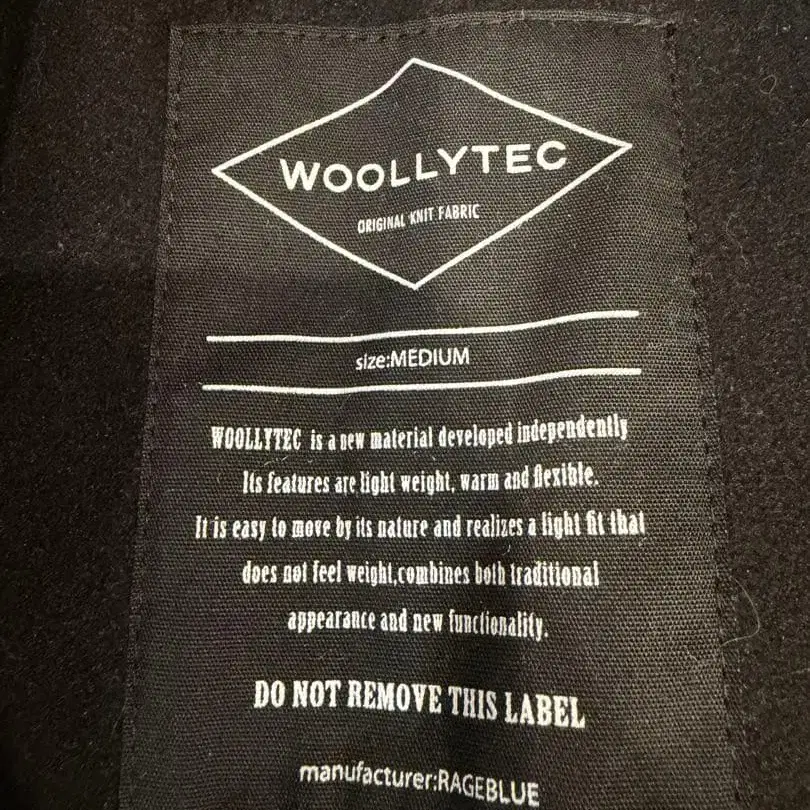 WOOLLYTEC
ORIGINAL KNIT FABRIC
size:MEDIUM
WOOLLYTEC is a new material developed independently
Its features are light weight, warm and flexible.
It is easy to move by its nature and realizes a light fit that
does not feel weight,combines both traditional
appearance and new functionality.
DO NOT REMOVE THIS LABEL
manufacturer:RAGEBLUE